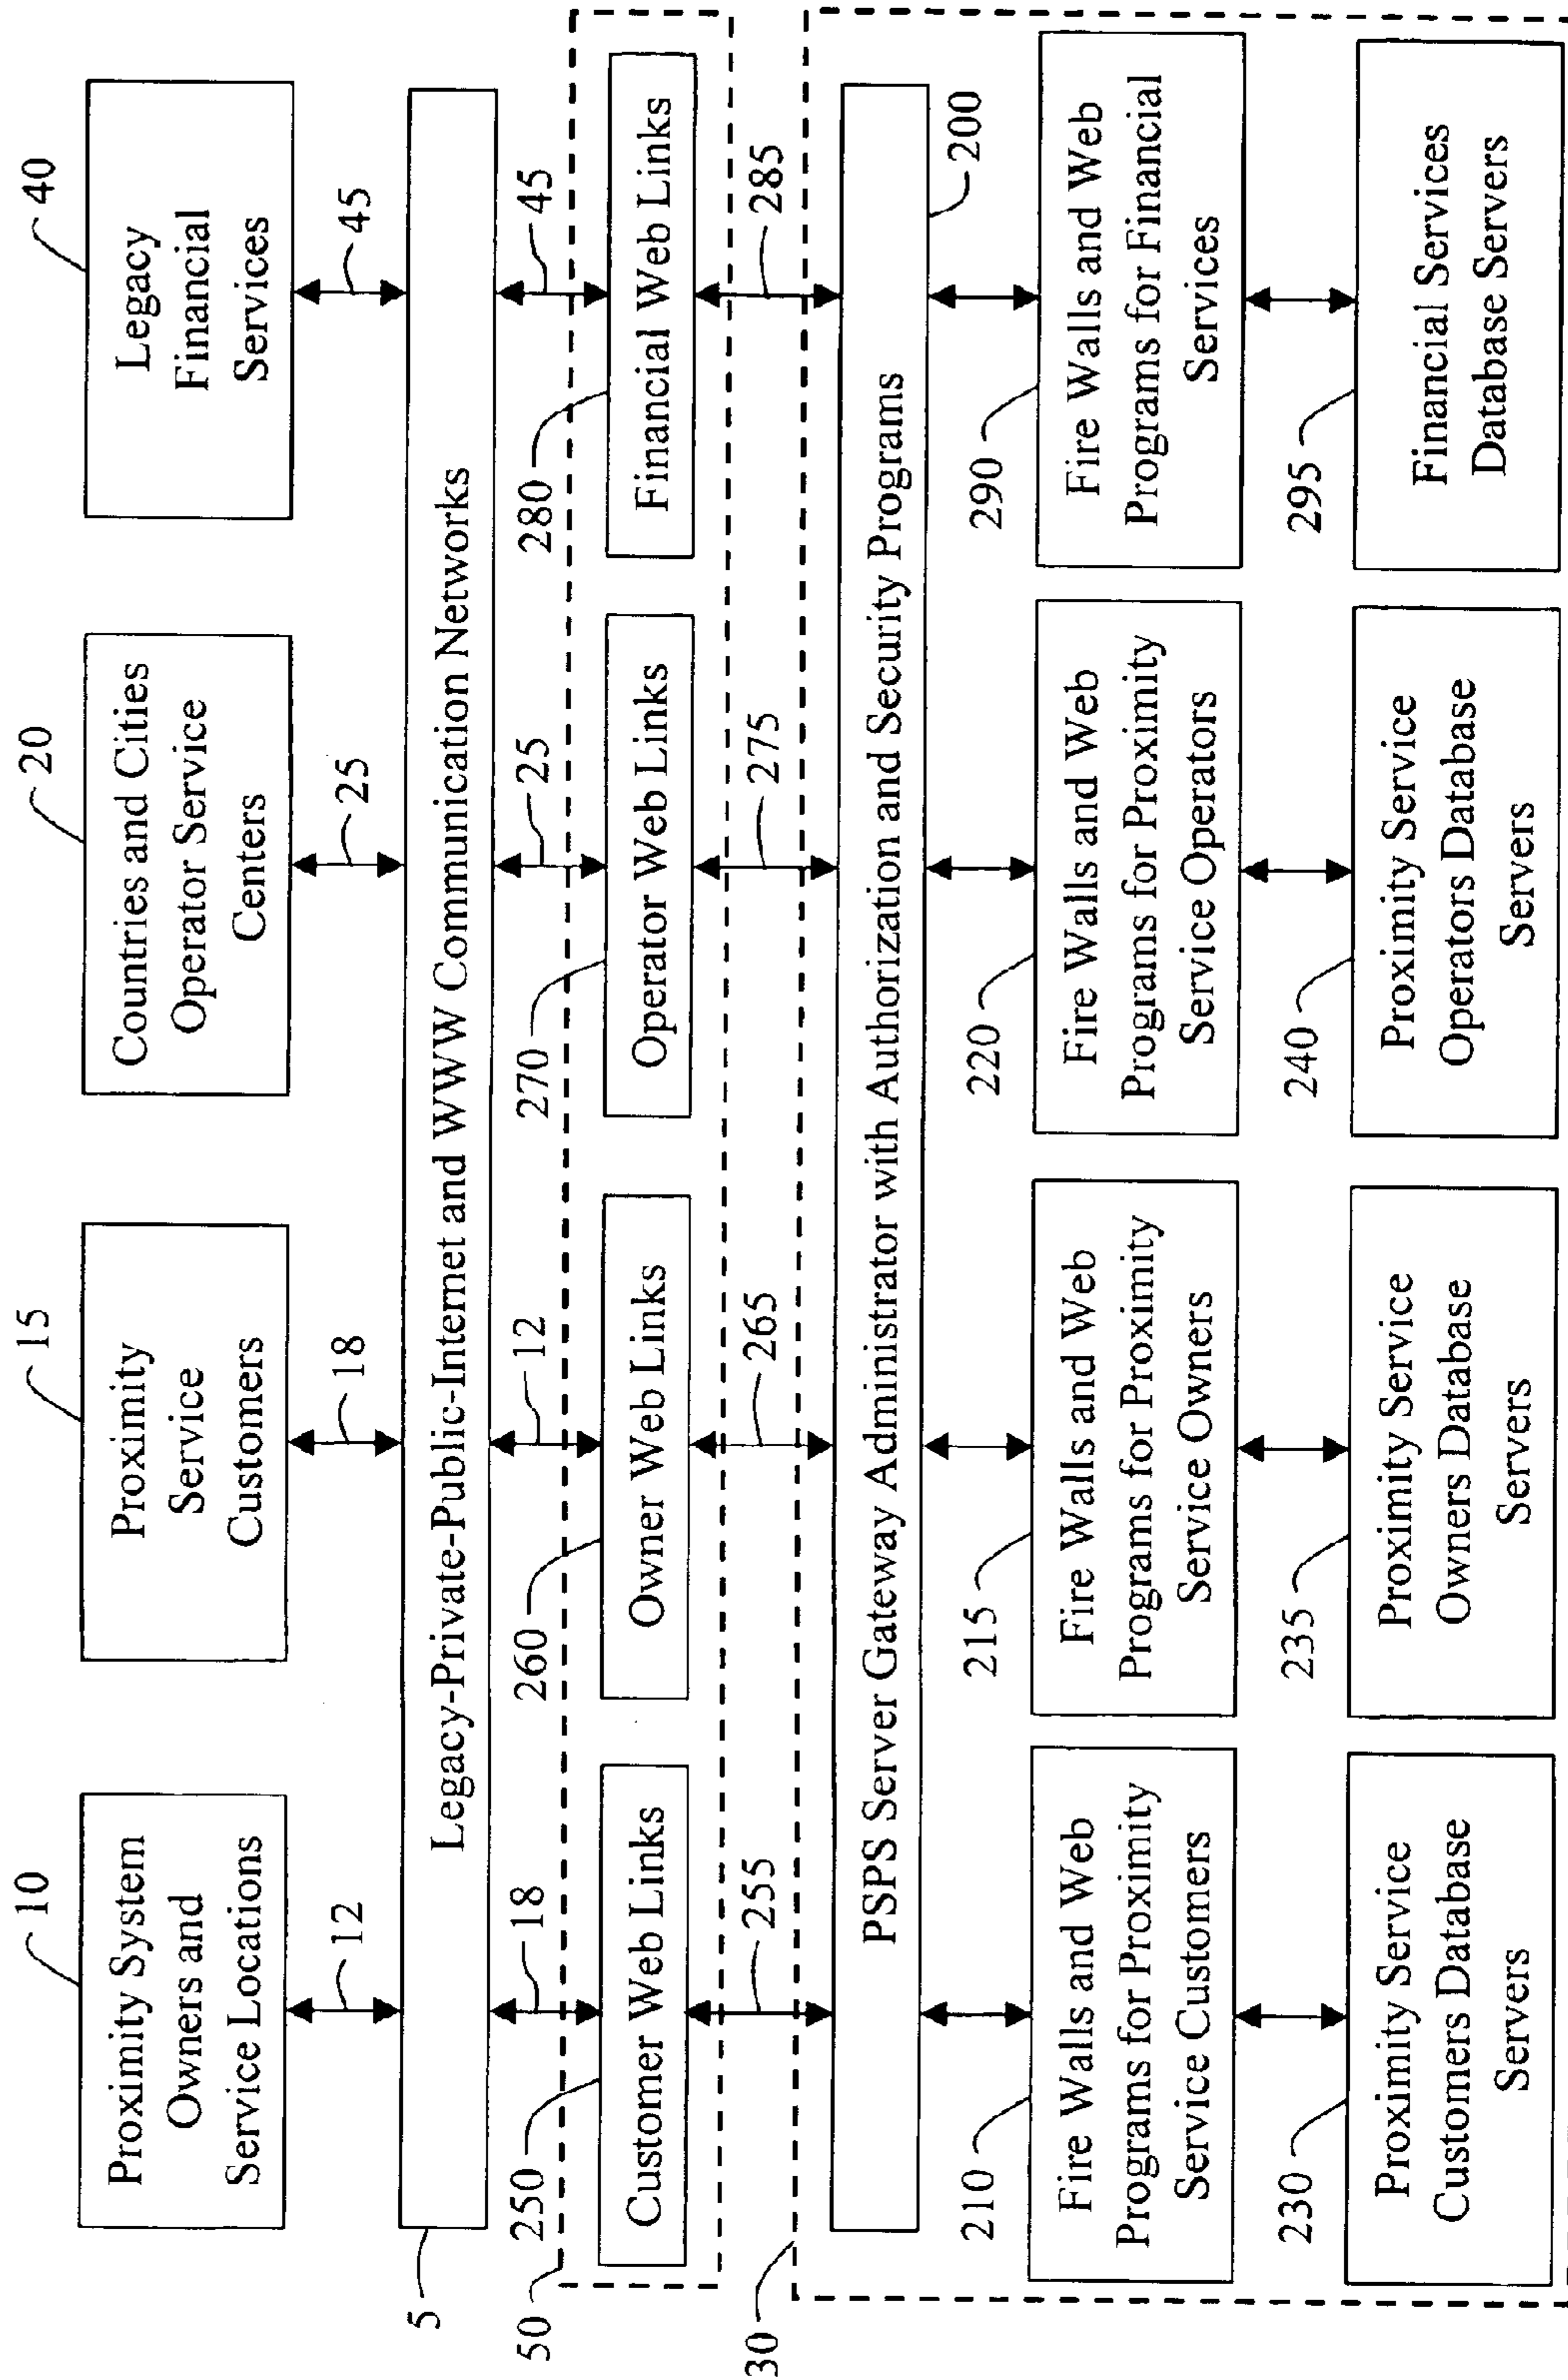 10
15
20
40
Proximity System
Owners and
Service Locations
Proximity
Service
Customers
Countries and Cities
Operator Service
Centers
Legacy
Financial
Services
12
18
25
45
5
Legacy-Private-Public-Internet and WWW Communication Networks
50
250
18
260
12
270
25
280
45
Customer Web Links
Owner Web Links
Operator Web Links
Financial Web Links
30
255
265
275
285
PSPS Server Gateway Administrator with Authorization and Security Programs
200
210
215
220
290
Fire Walls and Web
Programs for Proximity
Service Customers
Fire Walls and Web
Programs for Proximity
Service Owners
Fire Walls and Web
Programs for Proximity
Service Operators
Fire Walls and Web
Programs for Financial
Services
230
235
240
295
Proximity Service
Customers Database
Servers
Proximity Service
Owners Database
Servers
Proximity Service
Operators Database
Servers
Financial Services
Database Servers